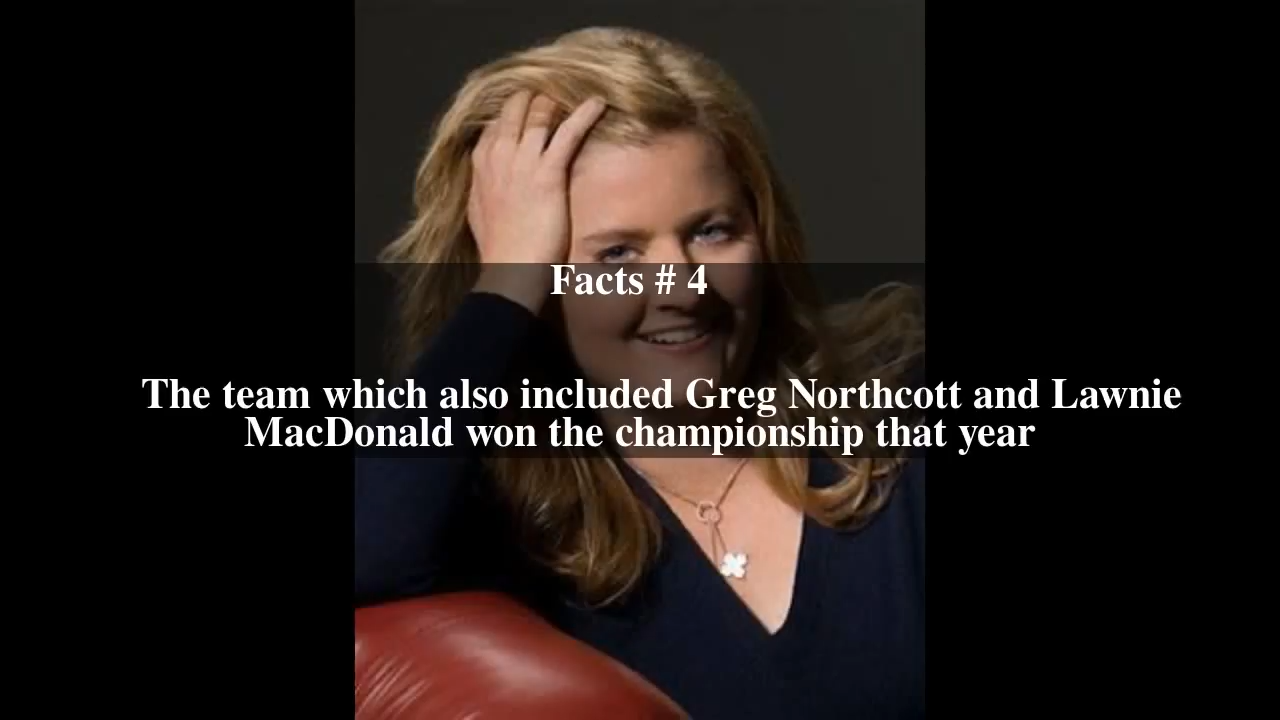 Facts # 4
The team which also included Greg Northcott and Lawnie
MacDonald won the championship that year